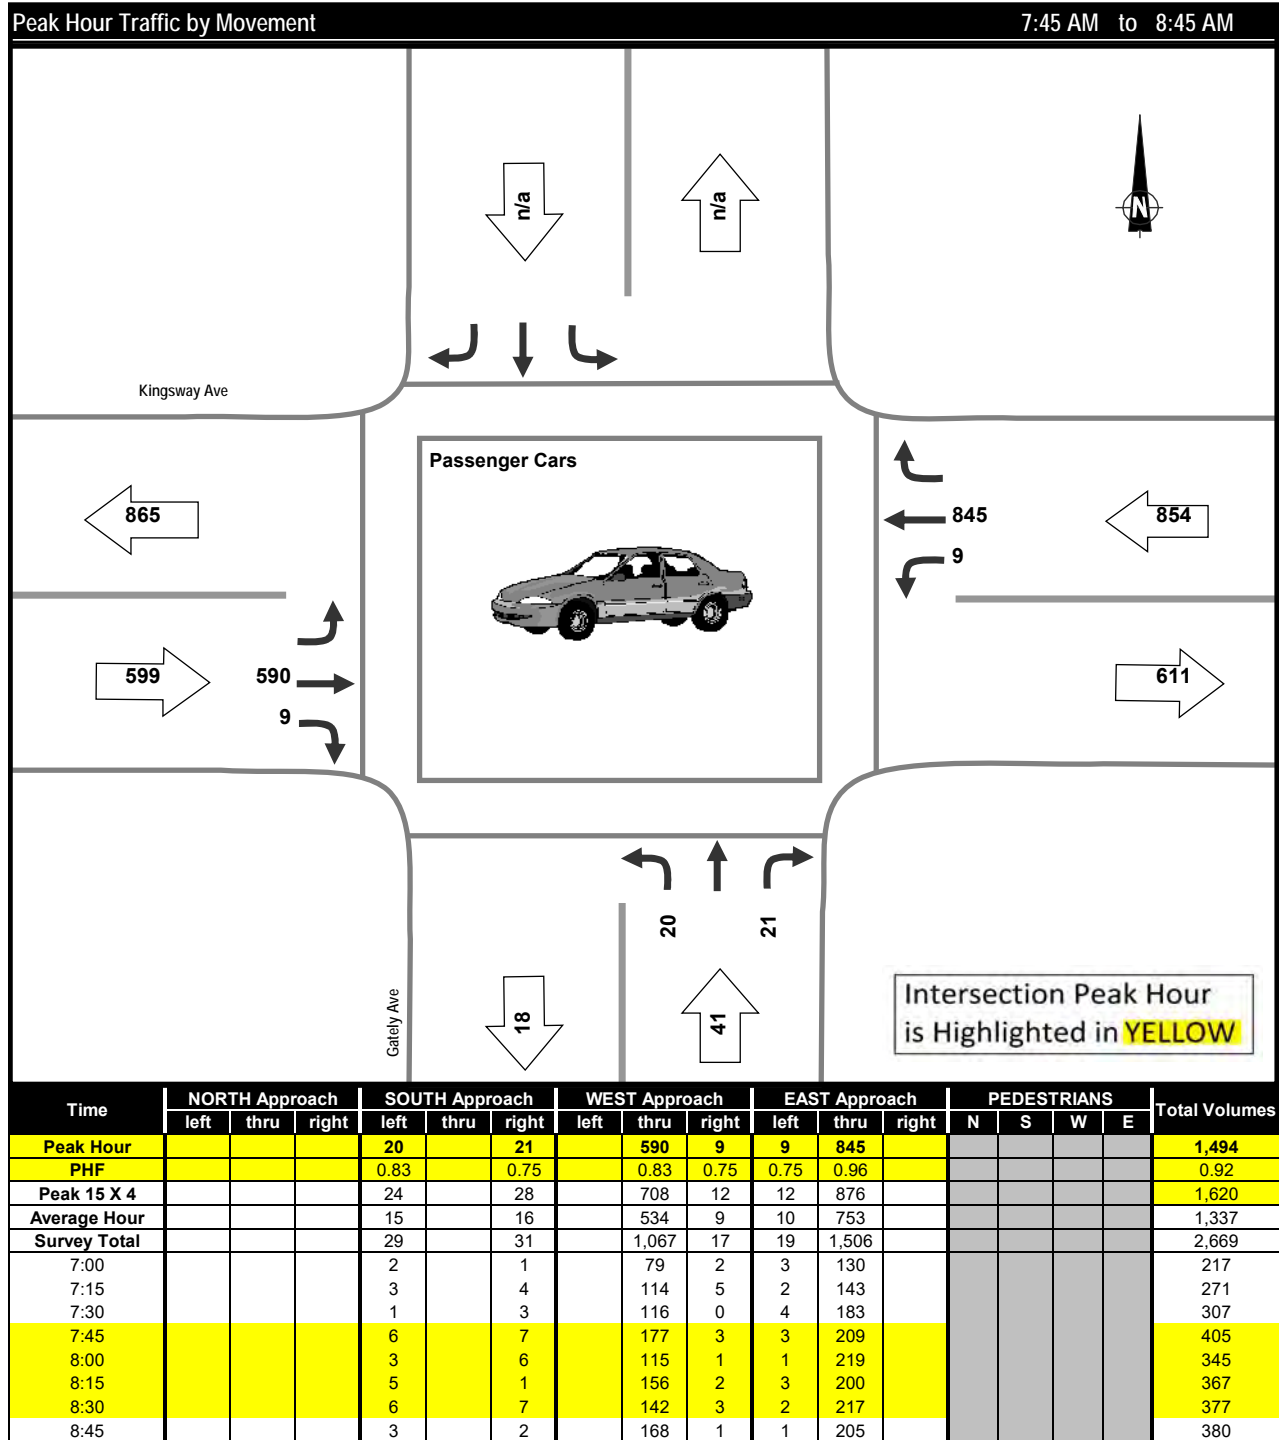 Peak Hour Traffic by Movement 7:45 AM to 8:45 AM
n/a n/a
N
Kingsway Ave
Passenger Cars
865 845 854
9
599 590 611
9
20 21
Gately Ave 18 41
Intersection Peak Hour
is Highlighted in YELLOW
Time NORTH Approach SOUTH Approach WEST Approach EAST Approach PEDESTRIANS Total Volumes
left thru right left thru right left thru right left thru right N S W E
Peak Hour 20 21 590 9 9 845 1,494
PHF 0.83 0.75 0.83 0.75 0.75 0.96 0.92
Peak 15 X 4 24 28 708 12 12 876 1,620
Average Hour 15 16 534 9 10 753 1,337
Survey Total 29 31 1,067 17 19 1,506 2,669
7:00 2 1 79 2 3 130 217
7:15 3 4 114 5 2 143 271
7:30 1 3 116 0 4 183 307
7:45 6 7 177 3 3 209 405
8:00 3 6 115 1 1 219 345
8:15 5 1 156 2 3 200 367
8:30 6 7 142 3 2 217 377
8:45 3 2 168 1 1 205 380